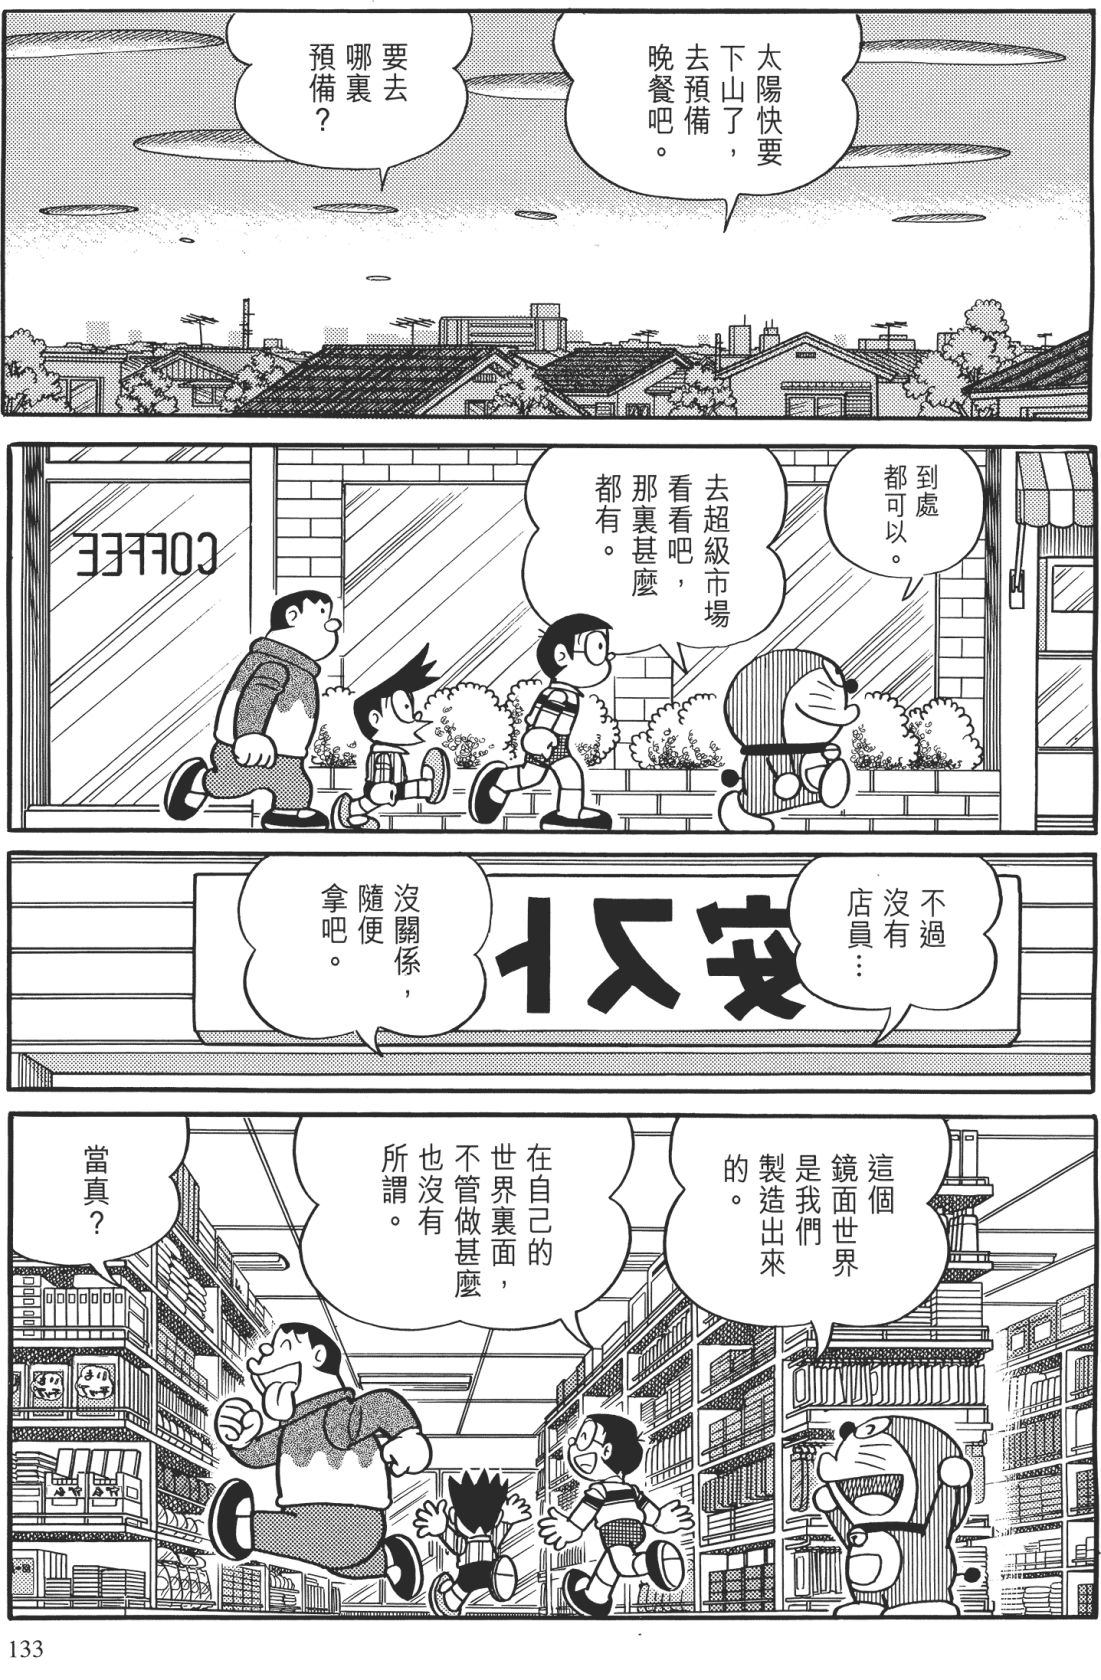 太陽快要
下山了，
去預備
晚餐吧。
要去
哪裏
預備？
到處
都可以。
去超級市場
看看吧，
那裏甚麼
都有。
COFFEE
不過
沒有
店員…
安スト
沒關係，
隨便
拿吧。
這個
鏡面世界
是我們
製造出來
的。
在自己的
世界裏面，
不管做甚麼
也沒有
所謂。
當真？
133